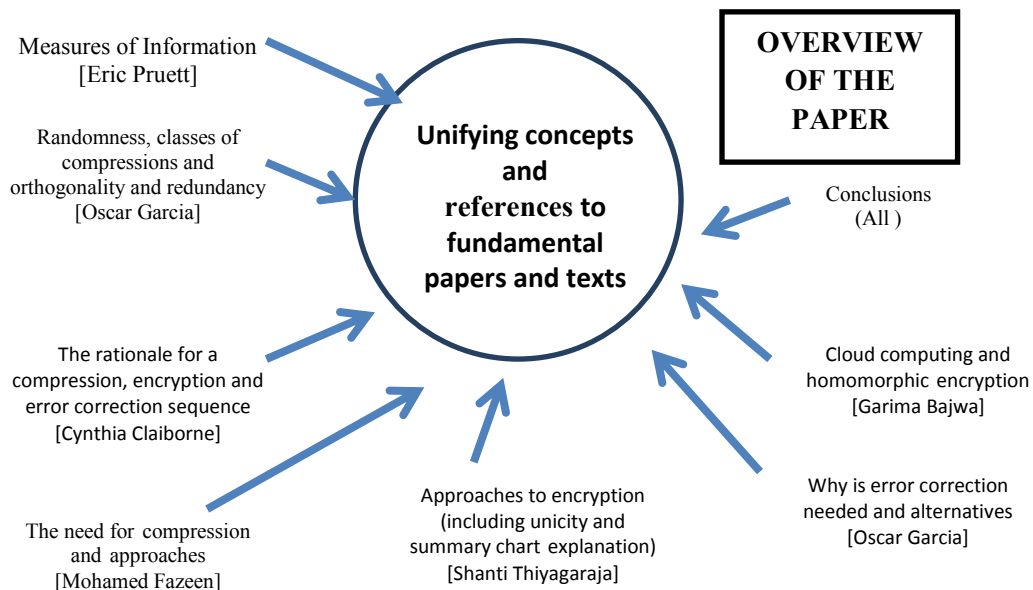 OVERVIEW
OF THE
PAPER
Measures of Information
[Eric Pruett]
Randomness, classes of
compressions and
orthogonality and redundancy
[Oscar Garcia]
Unifying concepts
and
references to
fundamental
papers and texts
Conclusions
(All )
The rationale for a
compression, encryption and
error correction sequence
[Cynthia Claiborne]
Cloud computing and
homomorphic encryption
[Garima Bajwa]
The need for compression
and approaches
[Mohamed Fazeen]
Approaches to encryption
(including unicity and
summary chart explanation)
[Shanti Thiyagaraja]
Why is error correction
needed and alternatives
[Oscar Garcia]